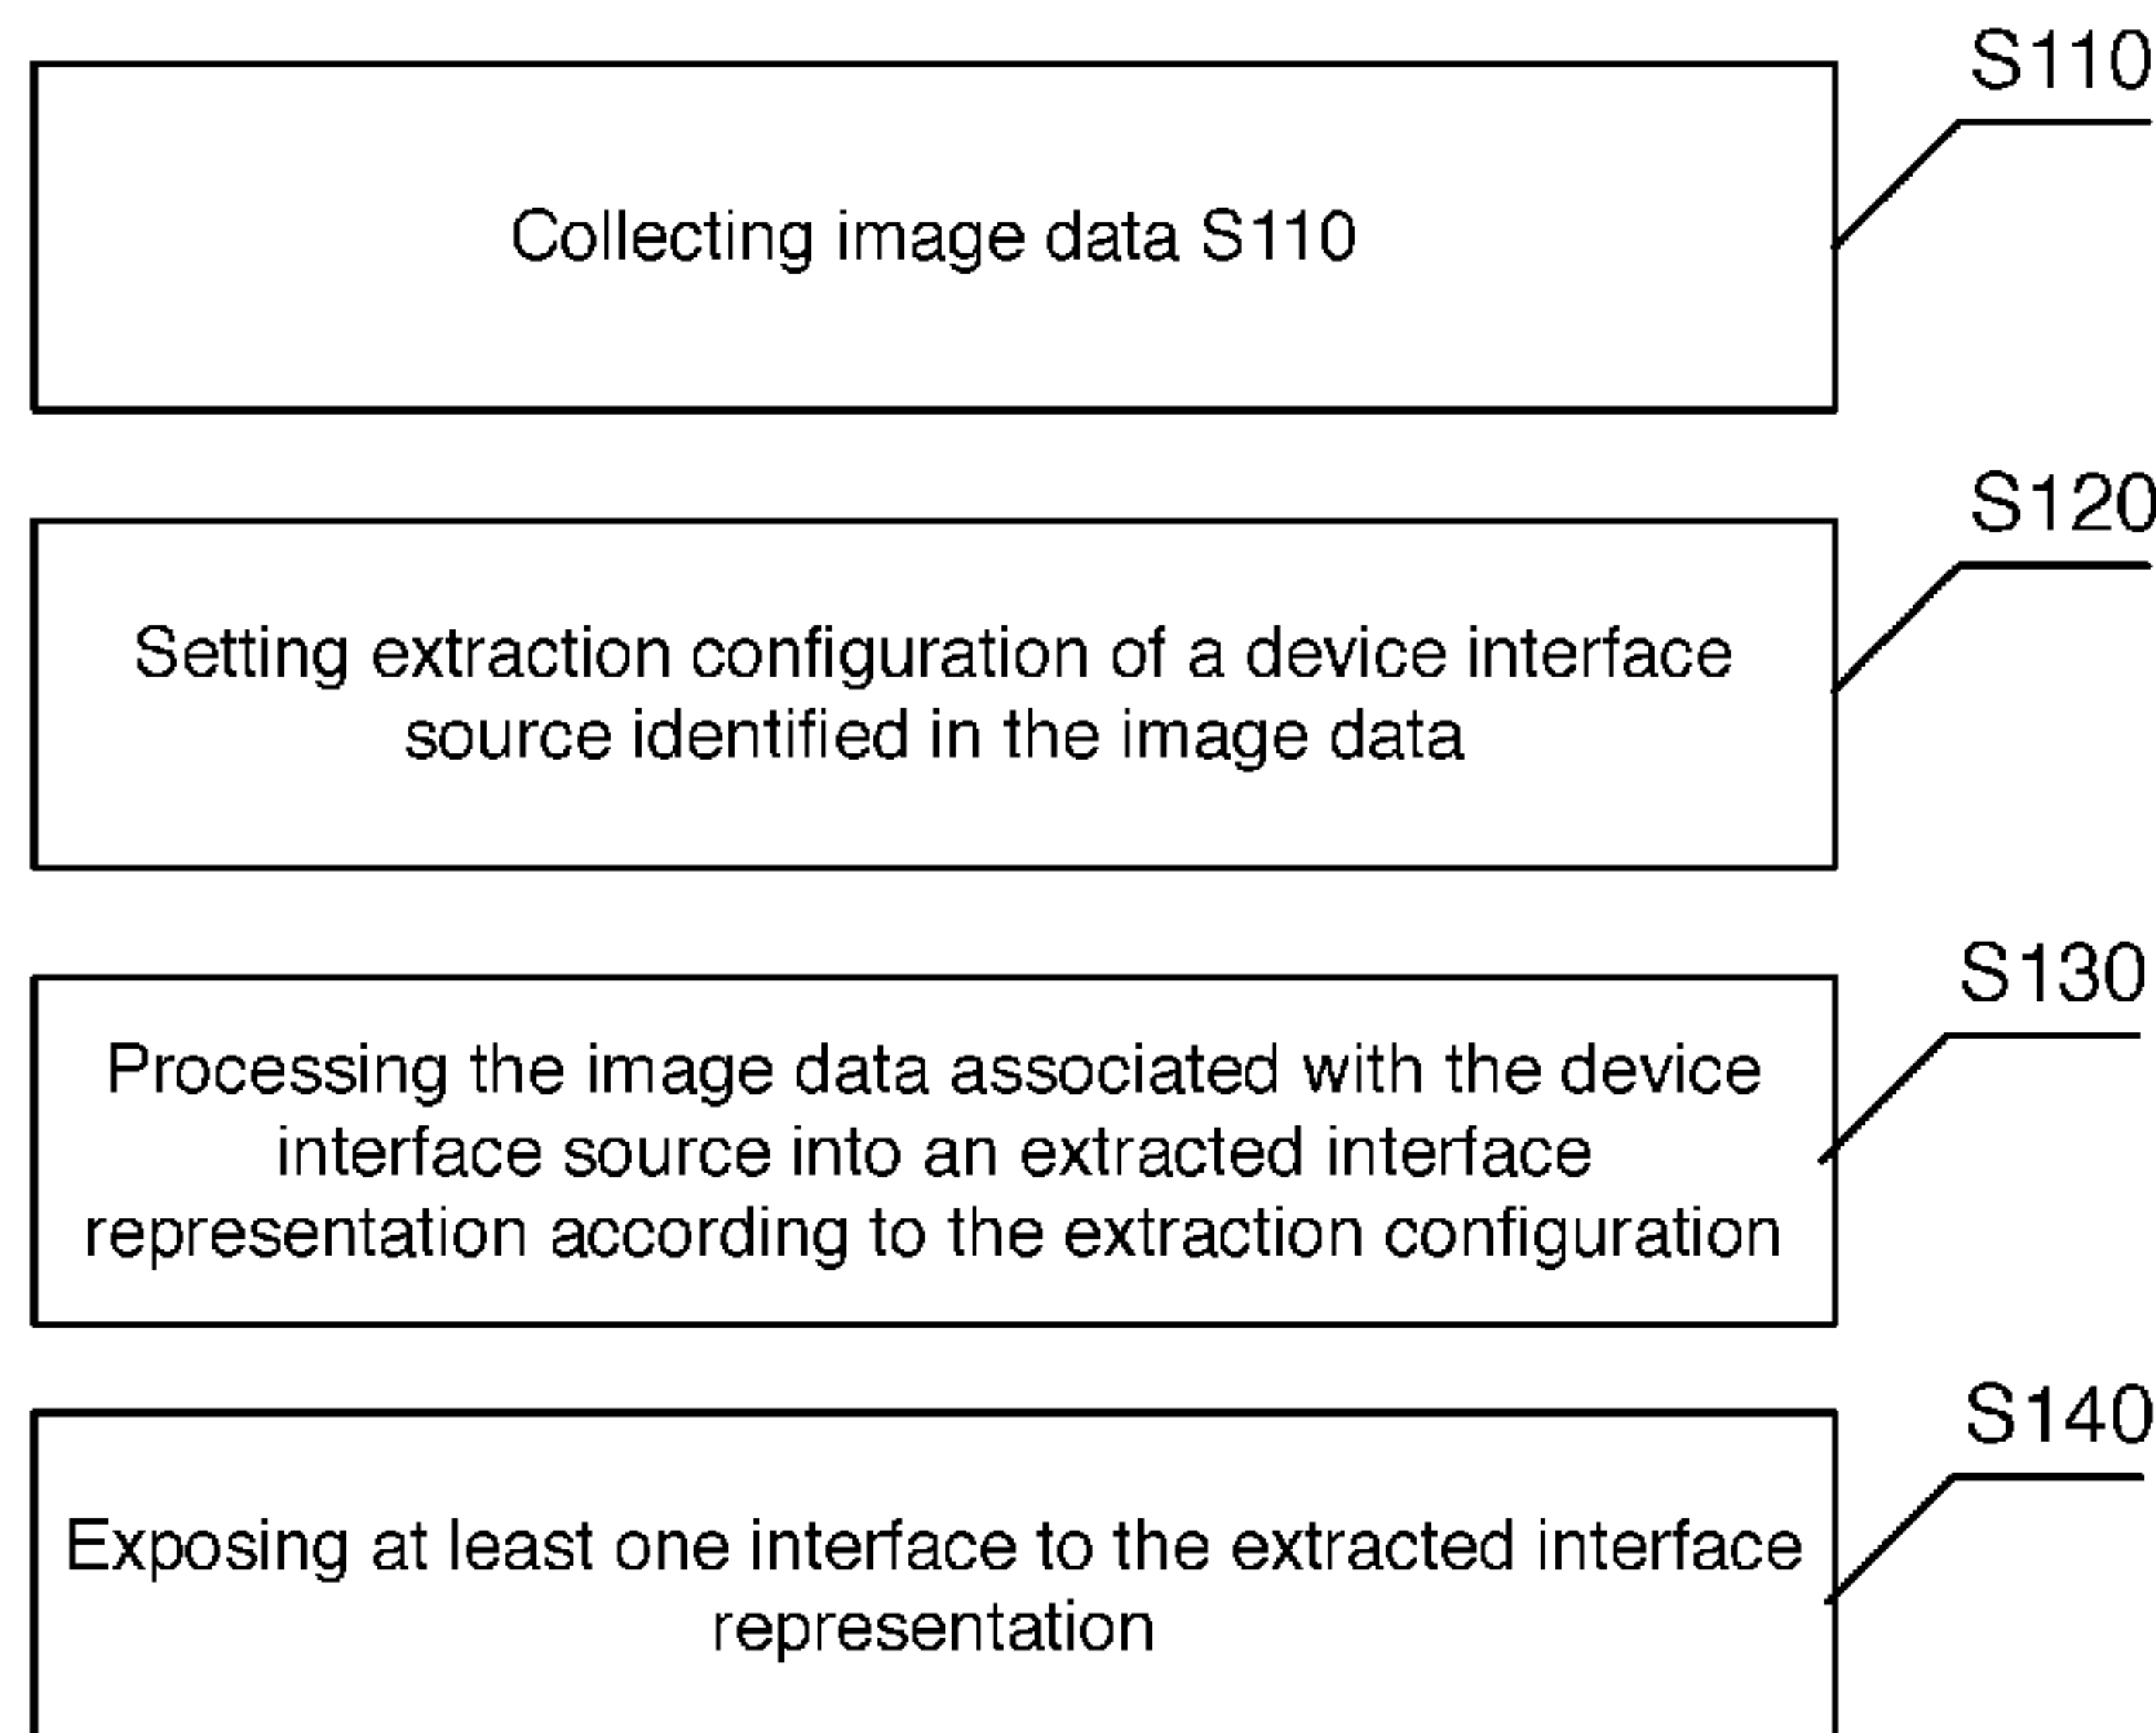 S110
Collecting image data S110
S120
Setting extraction configuration of a device interface
source identified in the image data
S130
Processing the image data associated with the device
interface source into an extracted interface
representation according to the extraction configuration
S140
Exposing at least one interface to the extracted interface
representation